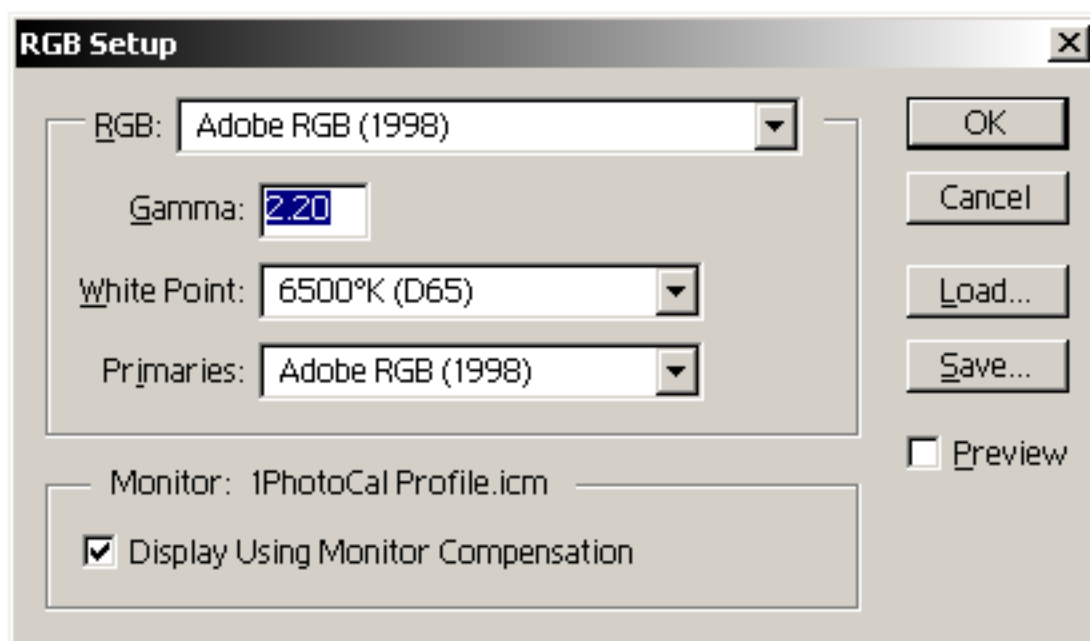 RGB Setup
RGB: Adobe RGB (1998)
OK
Gamma: 2.20
Cancel
White Point: 6500°K (D65)
Load...
Primaries: Adobe RGB (1998)
Save...
Preview
Monitor: 1PhotoCal Profile.icm
Display Using Monitor Compensation